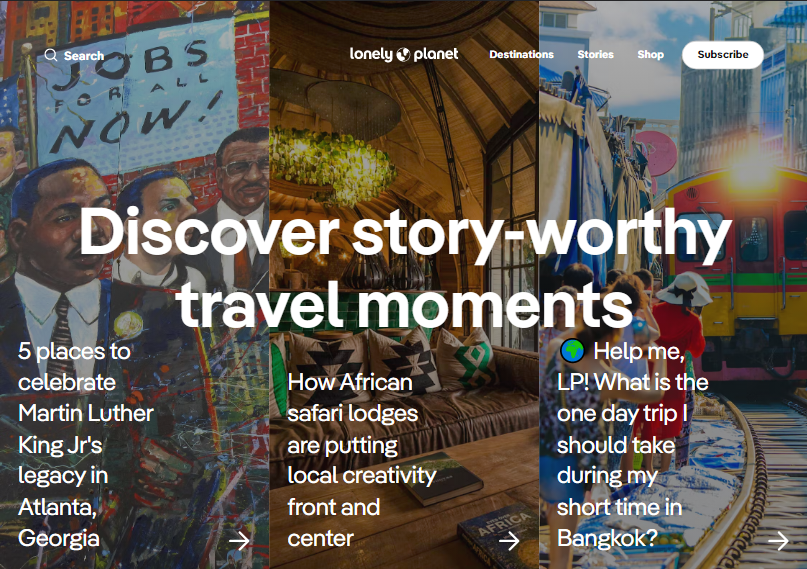 Search
lonely planet
Destinations
Stories
Shop
Subscribe
JOBS
FOR ALL
NOW!
Discover story-worthy
travel moments
5 places to
celebrate
Martin Luther
King Jr's
legacy in
Atlanta,
Georgia
How African
safari lodges
are putting
local creativity
front and
center
AFRICA
🌍 Help me,
LP! What is the
one day trip I
should take
during my
short time in
Bangkok?